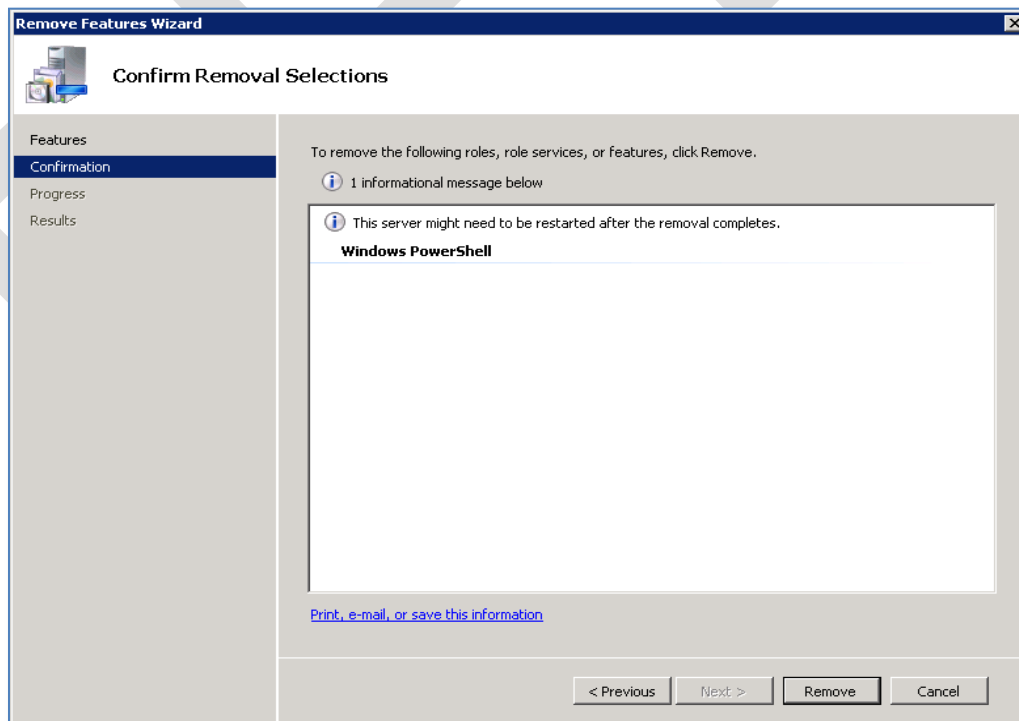 Remove Features Wizard
Confirm Removal Selections
Features
Confirmation
Progress
Results
To remove the following roles, role services, or features, click Remove.
1 informational message below
This server might need to be restarted after the removal completes.
Windows PowerShell
Print, e-mail, or save this information
< Previous
Next >
Remove
Cancel